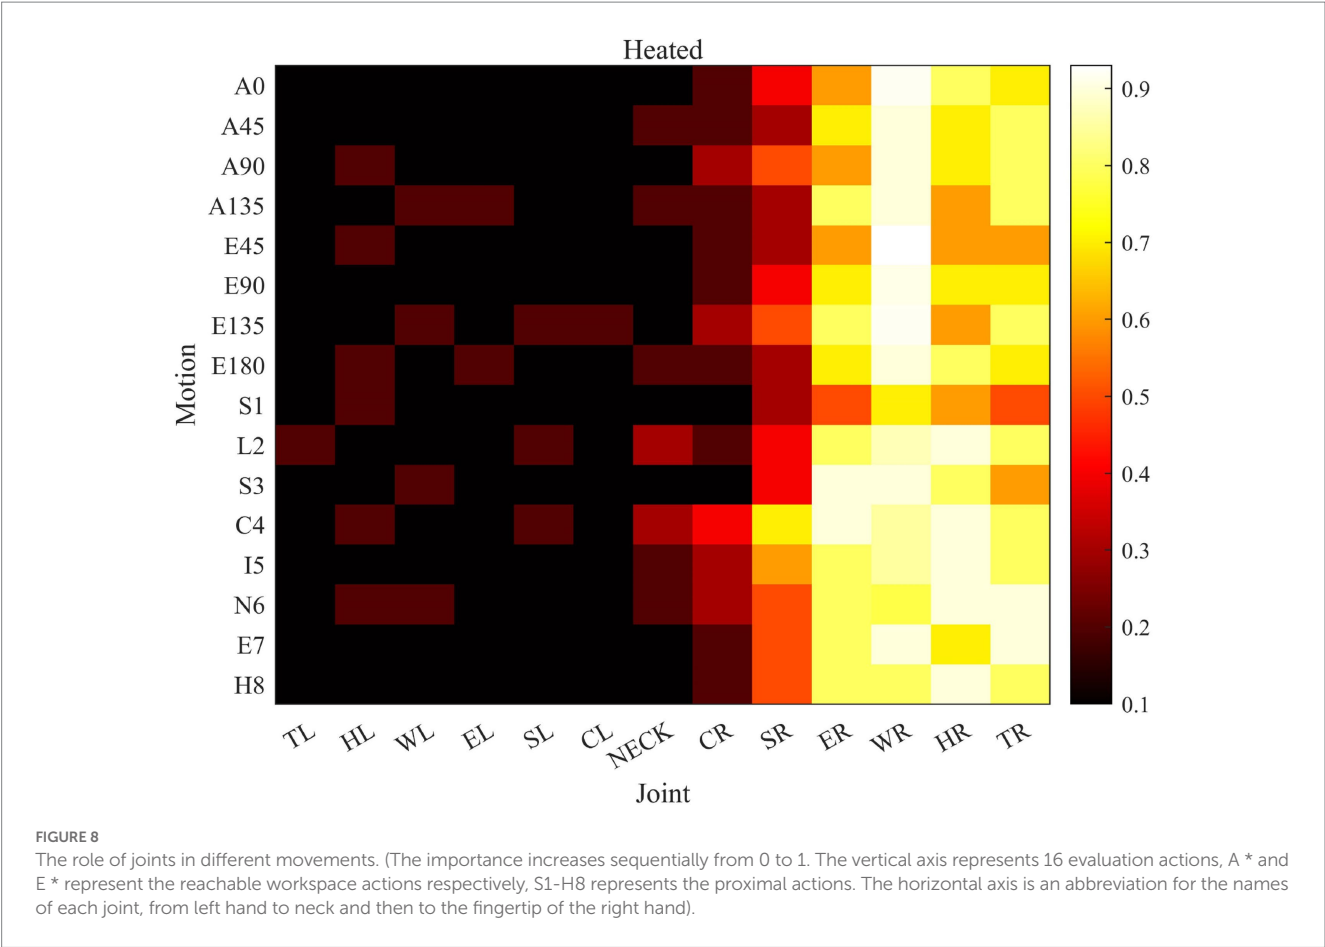 Heated
A0
A45
A90
A135
E45
E90
E135
E180
S1
L2
S3
C4
I5
N6
E7
H8
Motion
TL HL WL EL SL CL NECK CR SR ER WR HR TR
Joint
0.9
0.8
0.7
0.6
0.5
0.4
0.3
0.2
0.1
FIGURE 8
The role of joints in different movements. (The importance increases sequentially from 0 to 1. The vertical axis represents 16 evaluation actions, A * and
E * represent the reachable workspace actions respectively, S1-H8 represents the proximal actions. The horizontal axis is an abbreviation for the names
of each joint, from left hand to neck and then to the fingertip of the right hand).